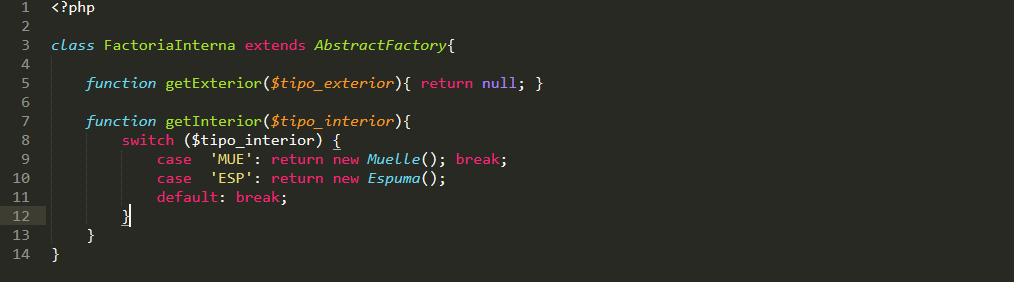 1 <?php
2
3 class FactoriaInterna extends AbstractFactory{
4
5 function getExterior($tipo_exterior){ return null; }
6
7 function getInterior($tipo_interior){
8 switch ($tipo_interior) {
9 case 'MUE': return new Muelle(); break;
10 case 'ESP': return new Espuma();
11 default: break;
12 }
13 }
14 }